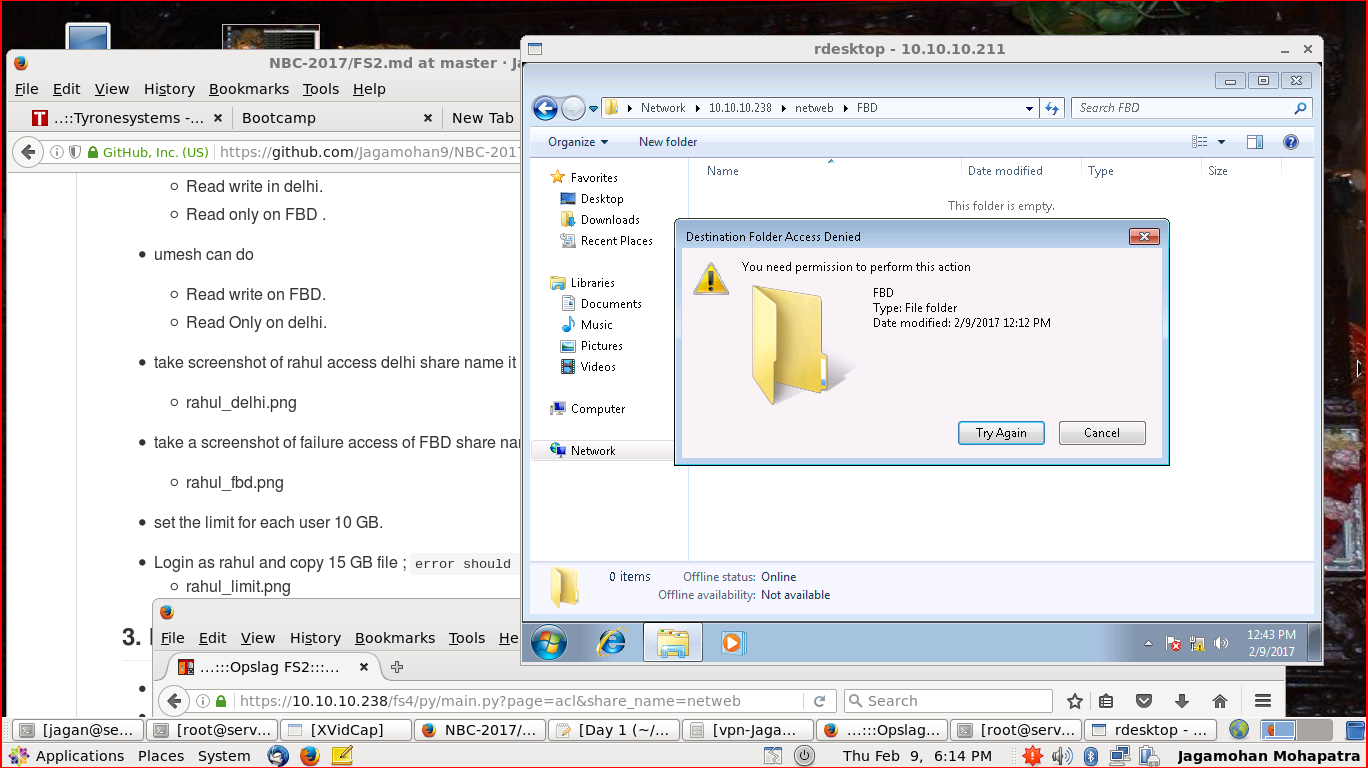 NBC-2017/FS2.md at master · Ja
File Edit View History Bookmarks Tools Help
..::Tyronesystems -...
Bootcamp
New Tab
GitHub, Inc. (US)
https://github.com/Jagamohan9/NBC-2017
Read write in delhi.
Read only on FBD .
umesh can do
Read write on FBD.
Read Only on delhi.
take screenshot of rahul access delhi share name it
rahul_delhi.png
take a screenshot of failure access of FBD share nam
rahul_fbd.png
set the limit for each user 10 GB.
Login as rahul and copy 15 GB file ; error should
rahul_limit.png
3.
rdesktop - 10.10.10.211
Network 10.10.10.238 netweb FBD
Search FBD
Organize New folder
Favorites
Desktop
Downloads
Recent Places
Libraries
Documents
Music
Pictures
Videos
Computer
Network
Name Date modified Type Size
This folder is empty.
Destination Folder Access Denied
You need permission to perform this action
FBD
Type: File folder
Date modified: 2/9/2017 12:12 PM
Try Again Cancel
0 items Offline status: Online
Offline availability: Not available
12:43 PM
2/9/2017
File Edit View History Bookmarks Tools He
...:::Opslag FS2:::...
https://10.10.10.238/fs4/py/main.py?page=acl&share_name=netweb
Search
[jagan@se... [root@serv... [XVidCap] NBC-2017/... [Day 1 (~/... [vpn-Jaga... ...:::Opslag... [root@serv... rdesktop - ...
Applications Places System
Thu Feb 9, 6:14 PM
Jagamohan Mohapatra